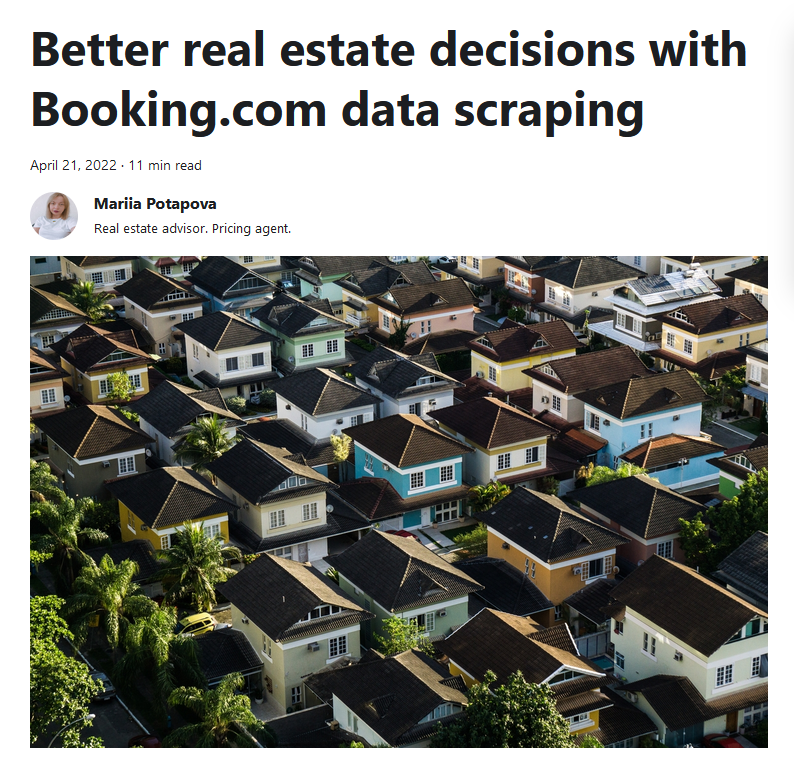 Better real estate decisions with
Booking.com data scraping
April 21, 2022 · 11 min read
Mariia Potapova
Real estate advisor. Pricing agent.